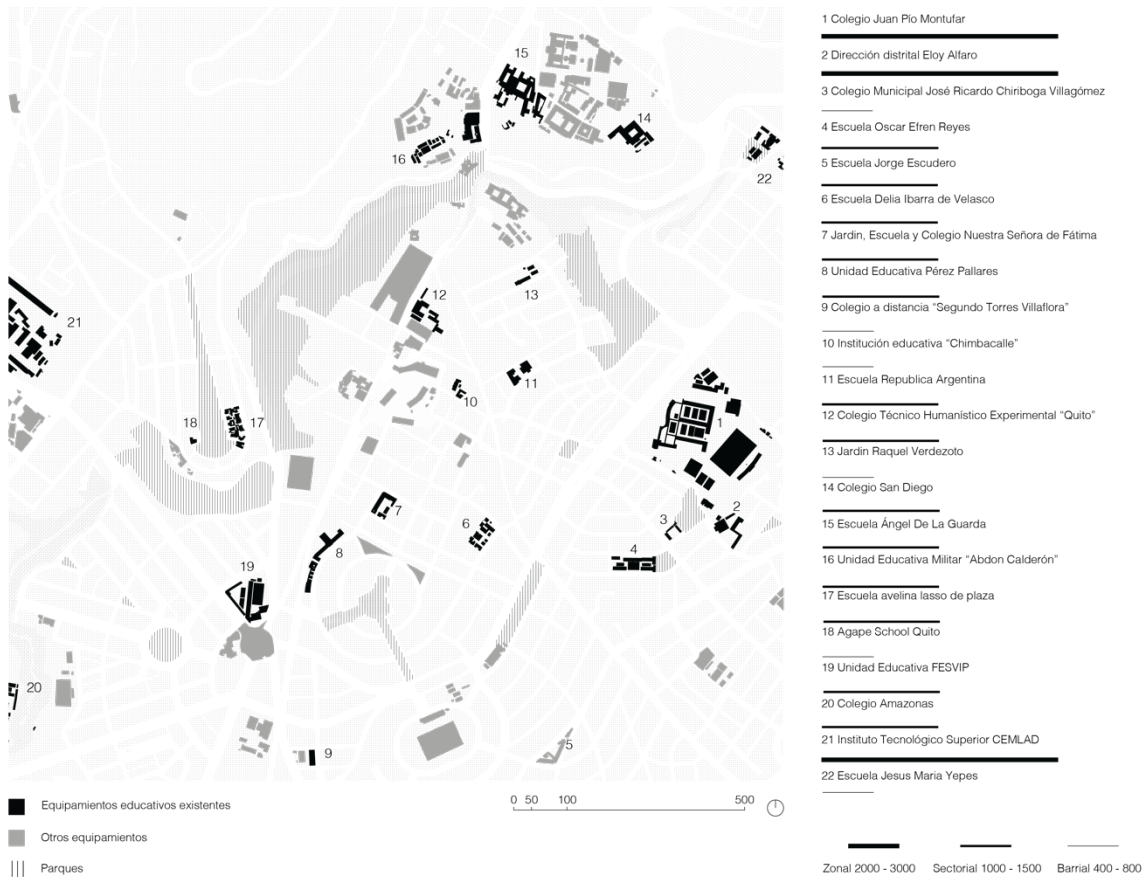 15
14
16
22
13
12
21
11
10
1
18
17
7
2
6
3
8
4
19
20
9
5
Equipamientos educativos existentes
Otros equipamientos
Parques
0 50 100 500
1 Colegio Juan Pío Montufar
2 Dirección distrital Eloy Alfaro
3 Colegio Municipal José Ricardo Chiriboga Villagómez
4 Escuela Oscar Efren Reyes
5 Escuela Jorge Escudero
6 Escuela Delia Ibarra de Velasco
7 Jardin, Escuela y Colegio Nuestra Señora de Fátima
8 Unidad Educativa Pérez Pallares
9 Colegio a distancia “Segundo Torres Villaflora”
10 Institución educativa “Chimbacalle”
11 Escuela Republica Argentina
12 Colegio Técnico Humanístico Experimental “Quito”
13 Jardin Raquel Verdezoto
14 Colegio San Diego
15 Escuela Ángel De La Guarda
16 Unidad Educativa Militar “Abdon Calderón”
17 Escuela avelina lasso de plaza
18 Agape School Quito
19 Unidad Educativa FESVIP
20 Colegio Amazonas
21 Instituto Tecnológico Superior CEMLAD
22 Escuela Jesus Maria Yepes
Zonal 2000 - 3000 Sectorial 1000 - 1500 Barrial 400 - 800